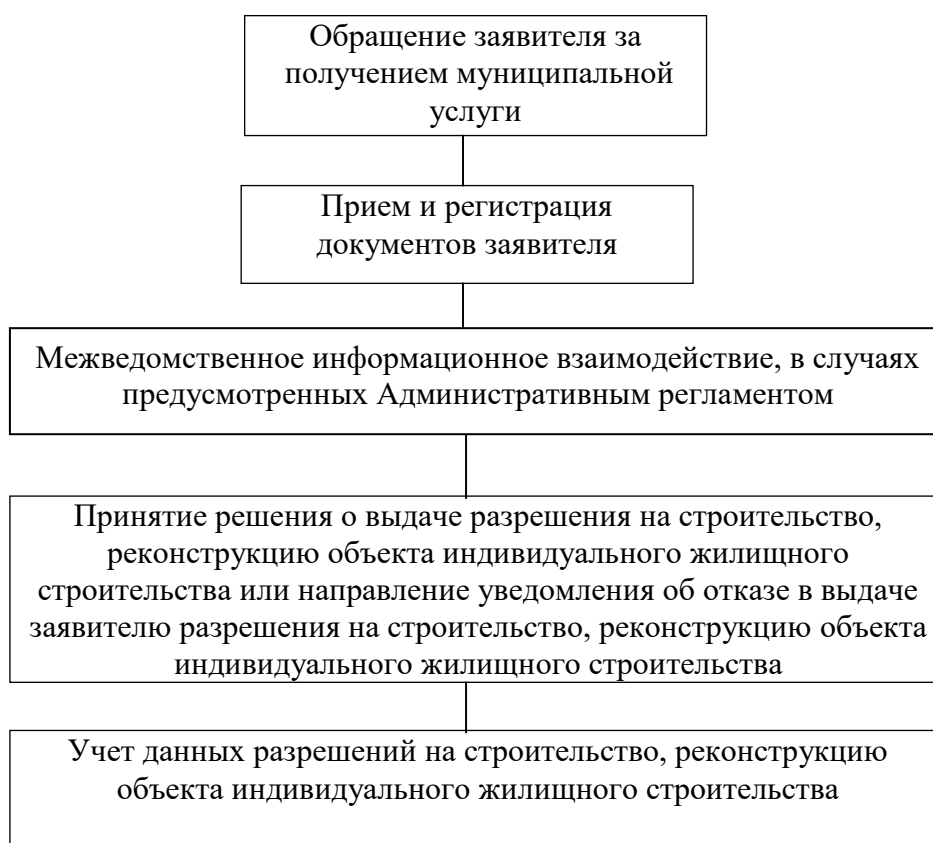 Обращение заявителя за
получением муниципальной
услуги
Прием и регистрация
документов заявителя
Межведомственное информационное взаимодействие, в случаях
предусмотренных Административным регламентом
Принятие решения о выдаче разрешения на строительство,
реконструкцию объекта индивидуального жилищного
строительства или направление уведомления об отказе в выдаче
заявителю разрешения на строительство, реконструкцию объекта
индивидуального жилищного строительства
Учет данных разрешений на строительство, реконструкцию
объекта индивидуального жилищного строительства